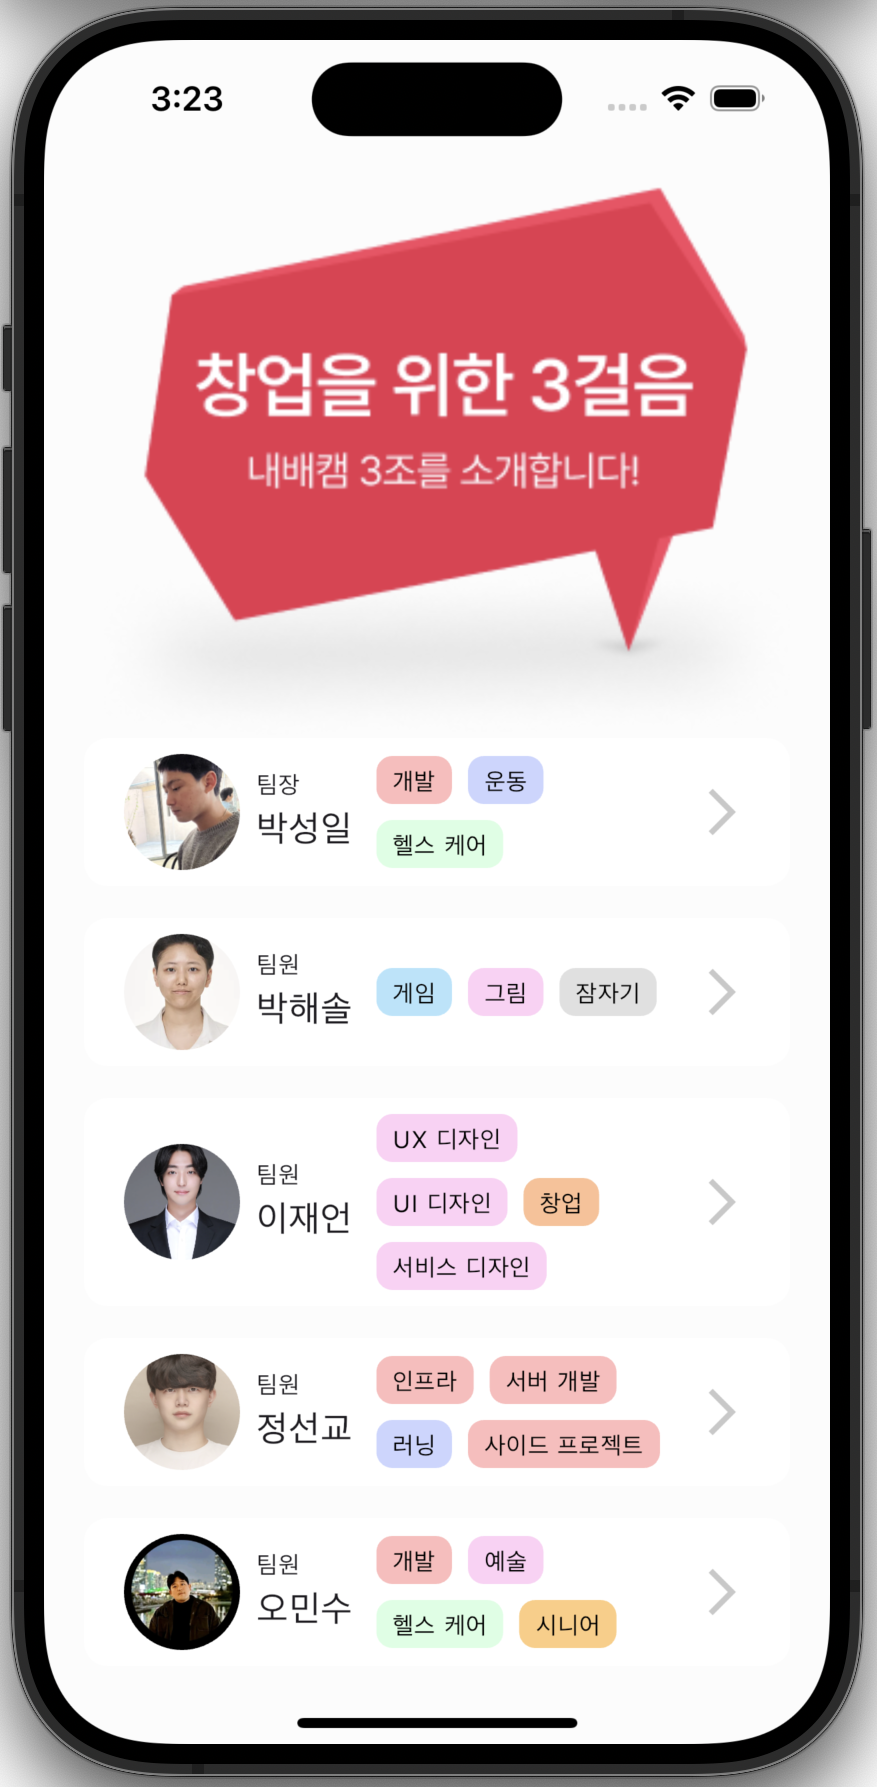 3:23
창업을 위한 3걸음
내배캠 3조를 소개합니다!
팀장
박성일
개발 운동
헬스 케어
팀원
박해솔
게임 그림 잠자기
팀원
이재언
UX 디자인
UI 디자인 창업
서비스 디자인
팀원
정선교
인프라 서버 개발
러닝 사이드 프로젝트
팀원
오민수
개발 예술
헬스 케어 시니어